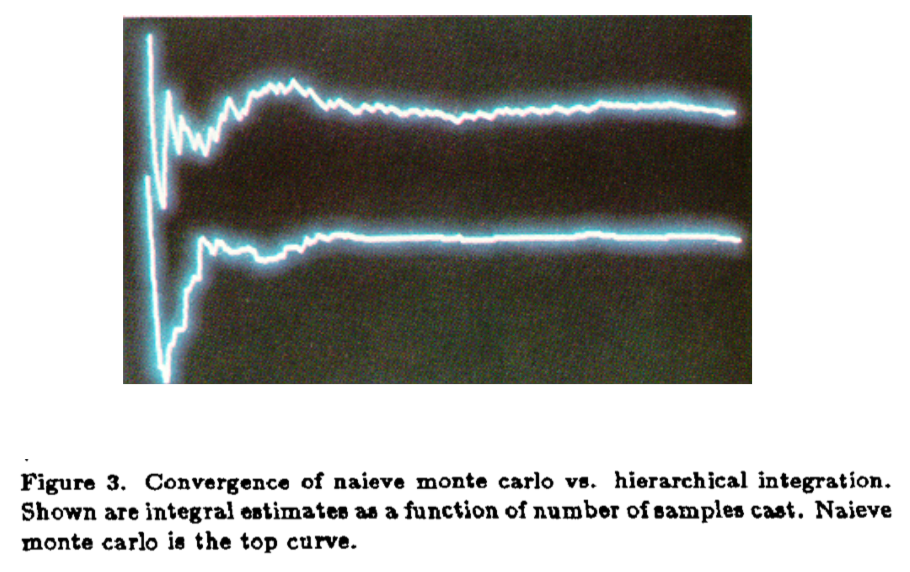 Figure 3. Convergence of naieve monte carlo vs. hierarchical integration.
Shown are integral estimates as a function of number of samples cast. Naieve
monte carlo is the top curve.